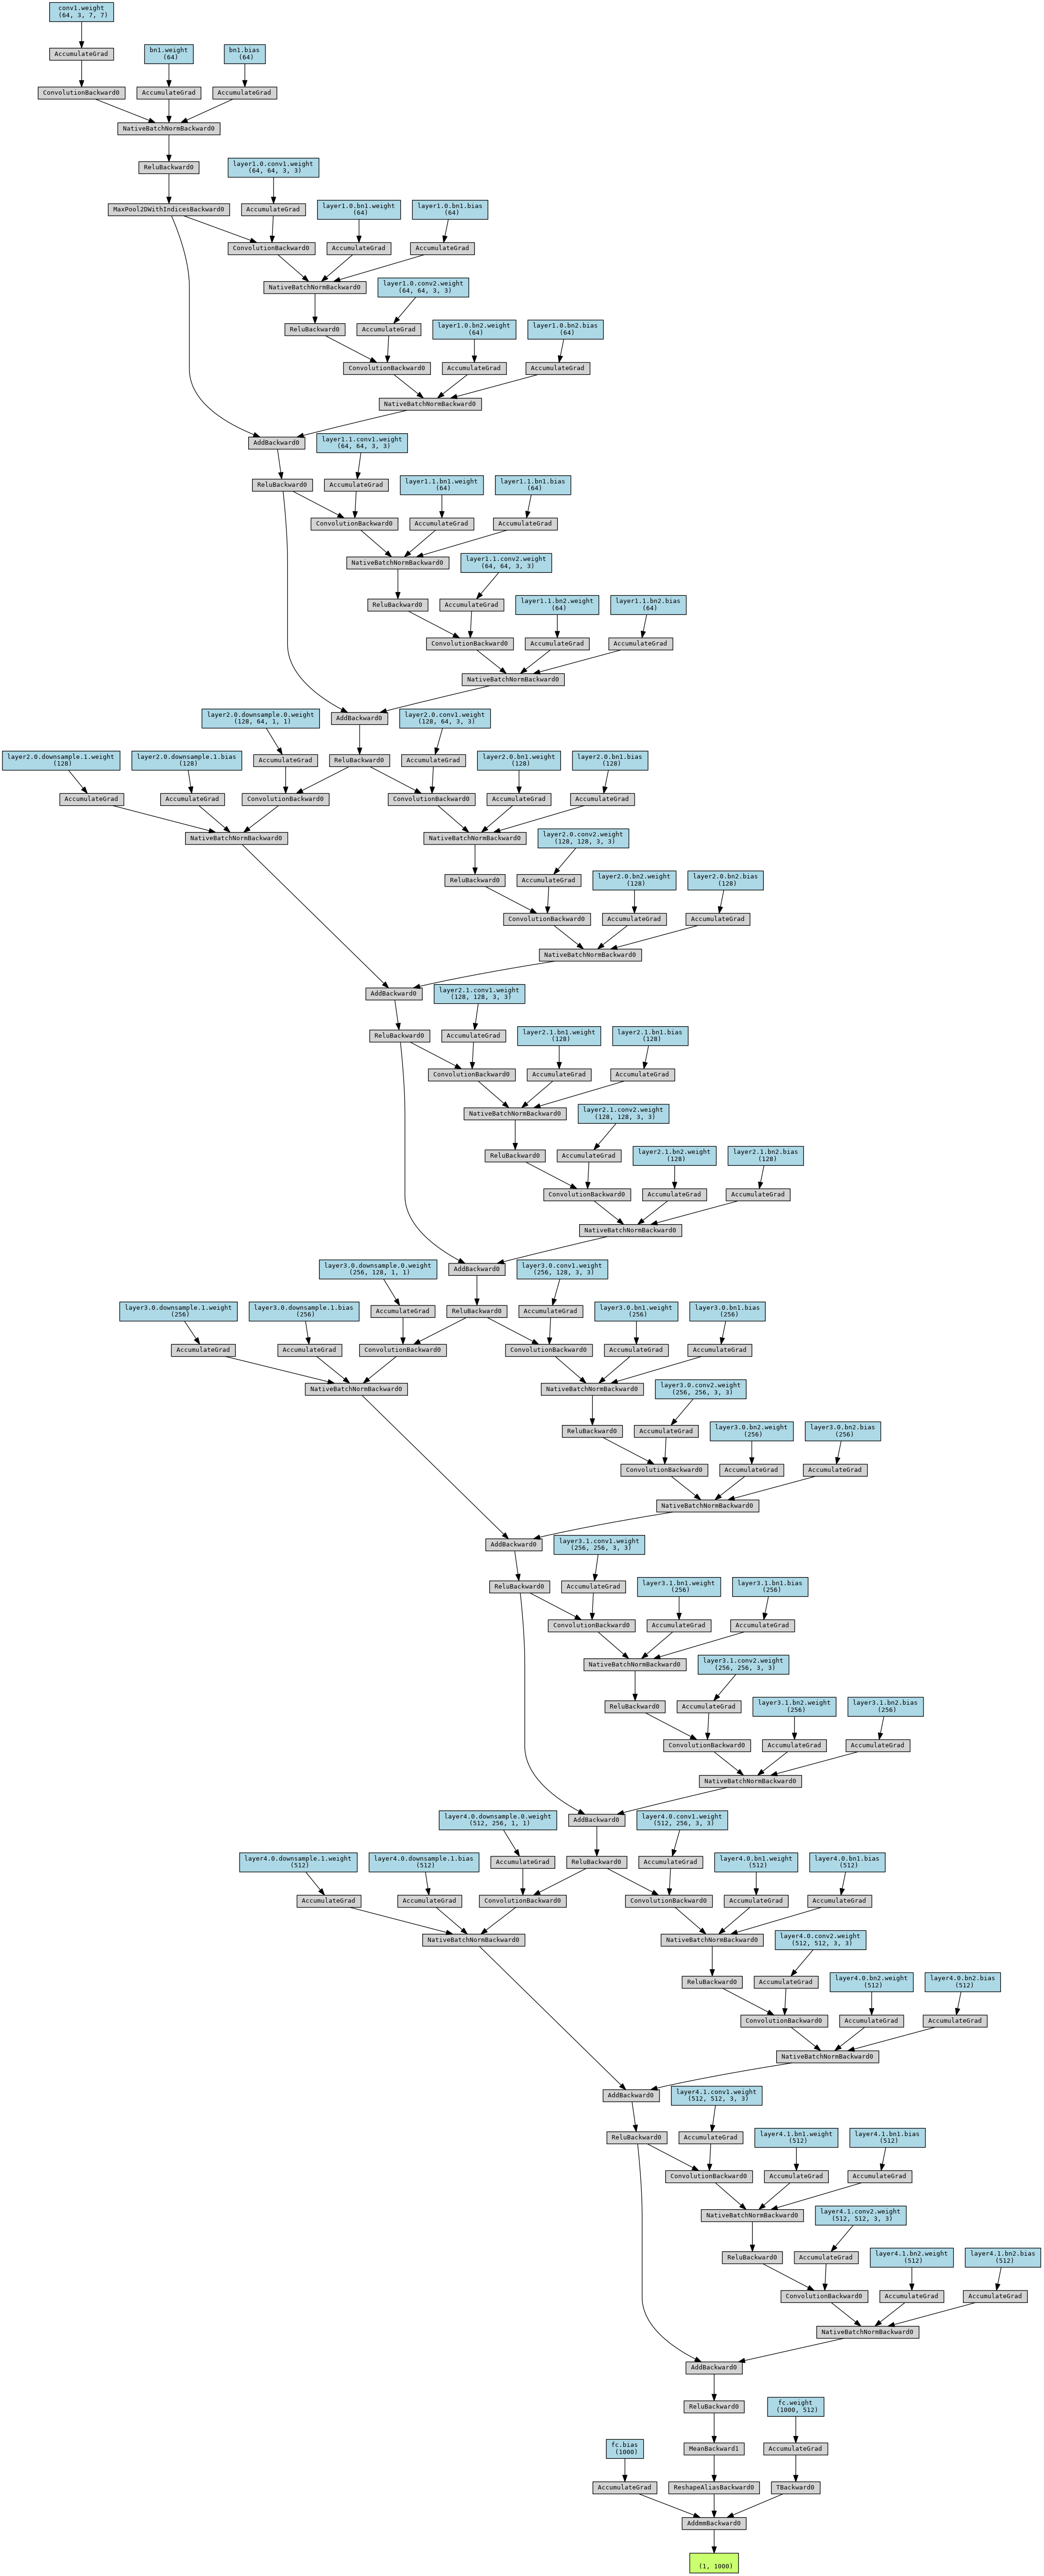 conv1.weight
(64, 3, 7, 7)
AccumulateGrad
bn1.weight
(64)
bn1.bias
(64)
ConvolutionBackward0
AccumulateGrad
AccumulateGrad
NativeBatchNormBackward0
ReluBackward0
layer1.0.conv1.weight
(64, 64, 3, 3)
MaxPool2DWithIndicesBackward0
AccumulateGrad
layer1.0.bn1.weight
(64)
layer1.0.bn1.bias
(64)
ConvolutionBackward0
AccumulateGrad
AccumulateGrad
NativeBatchNormBackward0
layer1.0.conv2.weight
(64, 64, 3, 3)
ReluBackward0
AccumulateGrad
layer1.0.bn2.weight
(64)
layer1.0.bn2.bias
(64)
ConvolutionBackward0
AccumulateGrad
AccumulateGrad
NativeBatchNormBackward0
AddBackward0
layer1.1.conv1.weight
(64, 64, 3, 3)
ReluBackward0
AccumulateGrad
layer1.1.bn1.weight
(64)
layer1.1.bn1.bias
(64)
ConvolutionBackward0
AccumulateGrad
AccumulateGrad
NativeBatchNormBackward0
layer1.1.conv2.weight
(64, 64, 3, 3)
ReluBackward0
AccumulateGrad
layer1.1.bn2.weight
(64)
layer1.1.bn2.bias
(64)
ConvolutionBackward0
AccumulateGrad
AccumulateGrad
NativeBatchNormBackward0
layer2.0.downsample.0.weight
(128, 64, 1, 1)
AddBackward0
layer2.0.conv1.weight
(128, 64, 3, 3)
layer2.0.downsample.1.weight
(128)
layer2.0.downsample.1.bias
(128)
AccumulateGrad
ReluBackward0
AccumulateGrad
layer2.0.bn1.weight
(128)
layer2.0.bn1.bias
(128)
AccumulateGrad
AccumulateGrad
ConvolutionBackward0
ConvolutionBackward0
AccumulateGrad
AccumulateGrad
NativeBatchNormBackward0
NativeBatchNormBackward0
layer2.0.conv2.weight
(128, 128, 3, 3)
ReluBackward0
AccumulateGrad
layer2.0.bn2.weight
(128)
layer2.0.bn2.bias
(128)
ConvolutionBackward0
AccumulateGrad
AccumulateGrad
NativeBatchNormBackward0
AddBackward0
layer2.1.conv1.weight
(128, 128, 3, 3)
ReluBackward0
AccumulateGrad
layer2.1.bn1.weight
(128)
layer2.1.bn1.bias
(128)
ConvolutionBackward0
AccumulateGrad
AccumulateGrad
NativeBatchNormBackward0
layer2.1.conv2.weight
(128, 128, 3, 3)
ReluBackward0
AccumulateGrad
layer2.1.bn2.weight
(128)
layer2.1.bn2.bias
(128)
ConvolutionBackward0
AccumulateGrad
AccumulateGrad
NativeBatchNormBackward0
layer3.0.downsample.0.weight
(256, 128, 1, 1)
AddBackward0
layer3.0.conv1.weight
(256, 128, 3, 3)
layer3.0.downsample.1.weight
(256)
layer3.0.downsample.1.bias
(256)
AccumulateGrad
ReluBackward0
AccumulateGrad
layer3.0.bn1.weight
(256)
layer3.0.bn1.bias
(256)
AccumulateGrad
AccumulateGrad
ConvolutionBackward0
ConvolutionBackward0
AccumulateGrad
AccumulateGrad
NativeBatchNormBackward0
NativeBatchNormBackward0
layer3.0.conv2.weight
(256, 256, 3, 3)
ReluBackward0
AccumulateGrad
layer3.0.bn2.weight
(256)
layer3.0.bn2.bias
(256)
ConvolutionBackward0
AccumulateGrad
AccumulateGrad
NativeBatchNormBackward0
AddBackward0
layer3.1.conv1.weight
(256, 256, 3, 3)
ReluBackward0
AccumulateGrad
layer3.1.bn1.weight
(256)
layer3.1.bn1.bias
(256)
ConvolutionBackward0
AccumulateGrad
AccumulateGrad
NativeBatchNormBackward0
layer3.1.conv2.weight
(256, 256, 3, 3)
ReluBackward0
AccumulateGrad
layer3.1.bn2.weight
(256)
layer3.1.bn2.bias
(256)
ConvolutionBackward0
AccumulateGrad
AccumulateGrad
NativeBatchNormBackward0
layer4.0.downsample.0.weight
(512, 256, 1, 1)
AddBackward0
layer4.0.conv1.weight
(512, 256, 3, 3)
layer4.0.downsample.1.weight
(512)
layer4.0.downsample.1.bias
(512)
AccumulateGrad
ReluBackward0
AccumulateGrad
layer4.0.bn1.weight
(512)
layer4.0.bn1.bias
(512)
AccumulateGrad
AccumulateGrad
ConvolutionBackward0
ConvolutionBackward0
AccumulateGrad
AccumulateGrad
NativeBatchNormBackward0
NativeBatchNormBackward0
layer4.0.conv2.weight
(512, 512, 3, 3)
ReluBackward0
AccumulateGrad
layer4.0.bn2.weight
(512)
layer4.0.bn2.bias
(512)
ConvolutionBackward0
AccumulateGrad
AccumulateGrad
NativeBatchNormBackward0
AddBackward0
layer4.1.conv1.weight
(512, 512, 3, 3)
ReluBackward0
AccumulateGrad
layer4.1.bn1.weight
(512)
layer4.1.bn1.bias
(512)
ConvolutionBackward0
AccumulateGrad
AccumulateGrad
NativeBatchNormBackward0
layer4.1.conv2.weight
(512, 512, 3, 3)
ReluBackward0
AccumulateGrad
layer4.1.bn2.weight
(512)
layer4.1.bn2.bias
(512)
ConvolutionBackward0
AccumulateGrad
AccumulateGrad
NativeBatchNormBackward0
AddBackward0
ReluBackward0
fc.weight
(1000, 512)
fc.bias
(1000)
MeanBackward1
AccumulateGrad
AccumulateGrad
ReshapeAliasBackward0
TBackward0
AddmmBackward0
(1, 1000)